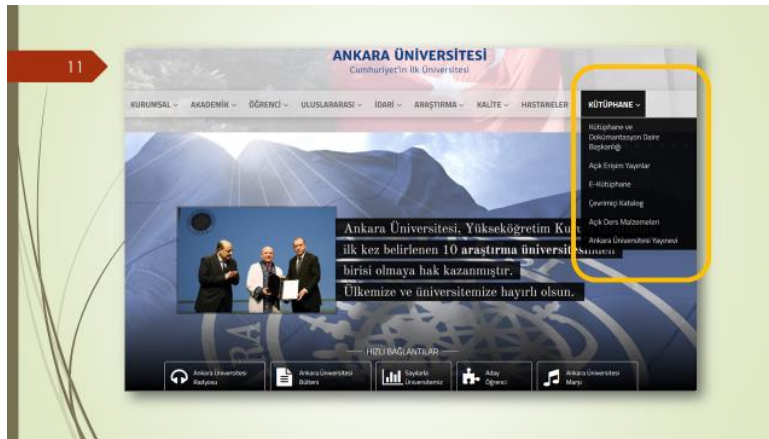 11
ANKARA ÜNİVERSİTESİ
Cumhuriyet'in İlk Üniversitesi
KURUMSAL AKADEMİK ÖĞRENCİ ULUSLARARASI İDARİ ARAŞTIRMA KALİTE HASTANELER KÜTÜPHANE
Kütüphane ve
Dokümantasyon Daire
Başkanlığı
Açık Erişim Yayınlar
E-Kütüphane
Çevrimiçi Katalog
Açık Ders Malzemeleri
Ankara Üniversitesi Yayınevi
Ankara Üniversitesi, Yükseköğretim
ilk kez belirlenen 10 araştırma üniversitesinden
birisi olmaya hak kazanmıştır.
Ülkemize ve üniversitemize hayırlı olsun.
HIZLI BAĞLANTILAR
Ankara Üniversitesi
Radyosu
Ankara Üniversitesi
Bülteni
Sayılarla
Üniversitemiz
Aday
Öğrenci
Ankara Üniversitesi
Marşı